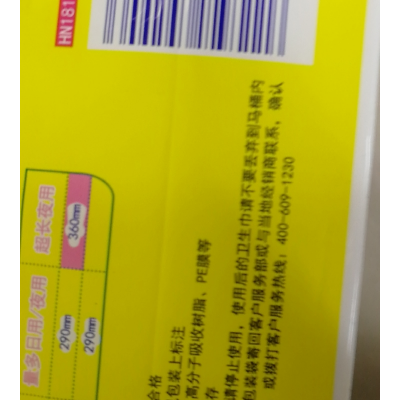 HN181
量多日用/夜用
超长夜用
290mm
360mm
290mm
合格
包装上标注
高分子吸收树脂、PE膜等
存
请停止使用，使用后的卫生巾请不要丢弃到马桶内
包装袋寄回客户服务部或与当地经销商联系，确认
或拨打客户服务热线：400-609-1230